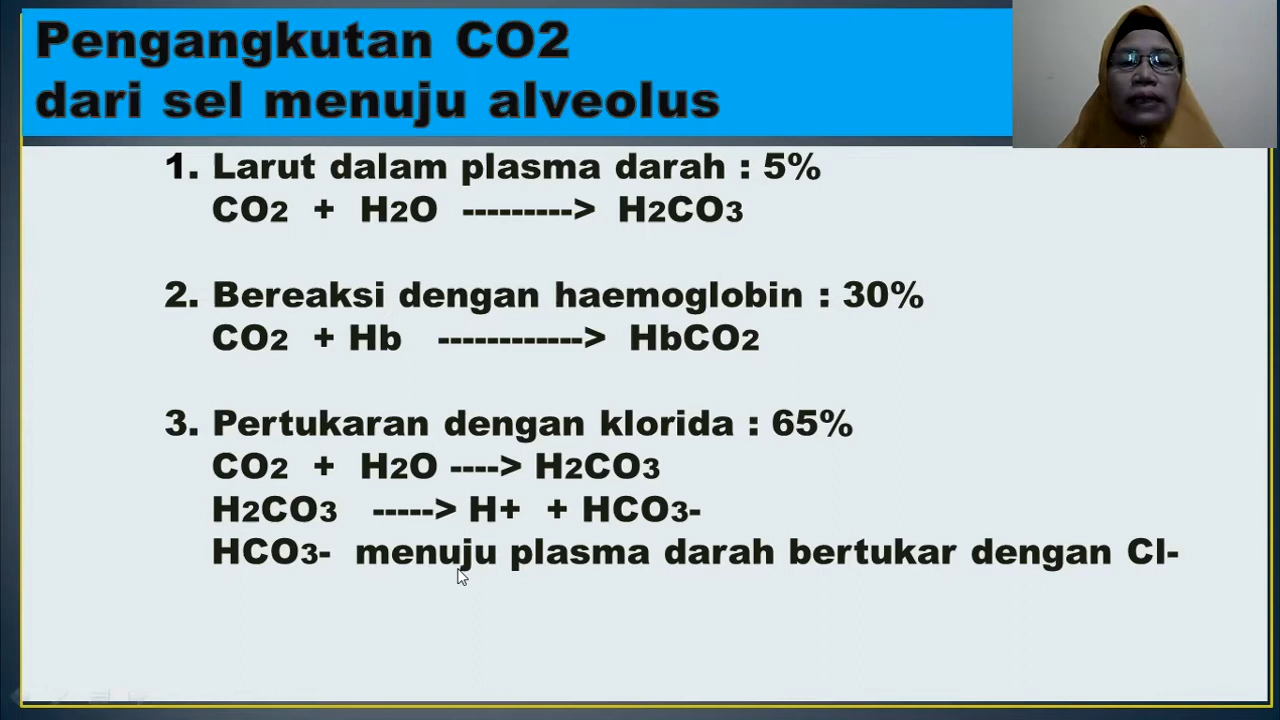 Pengangkutan CO2
dari sel menuju alveolus
1. Larut dalam plasma darah : 5%
CO2 + H2O ---------> H2CO3
2. Bereaksi dengan haemoglobin : 30%
CO2 + Hb ------------> HbCO2
3. Pertukaran dengan klorida : 65%
CO2 + H2O ----> H2CO3
H2CO3 -----> H+ + HCO3-
HCO3- menuju plasma darah bertukar dengan Cl-